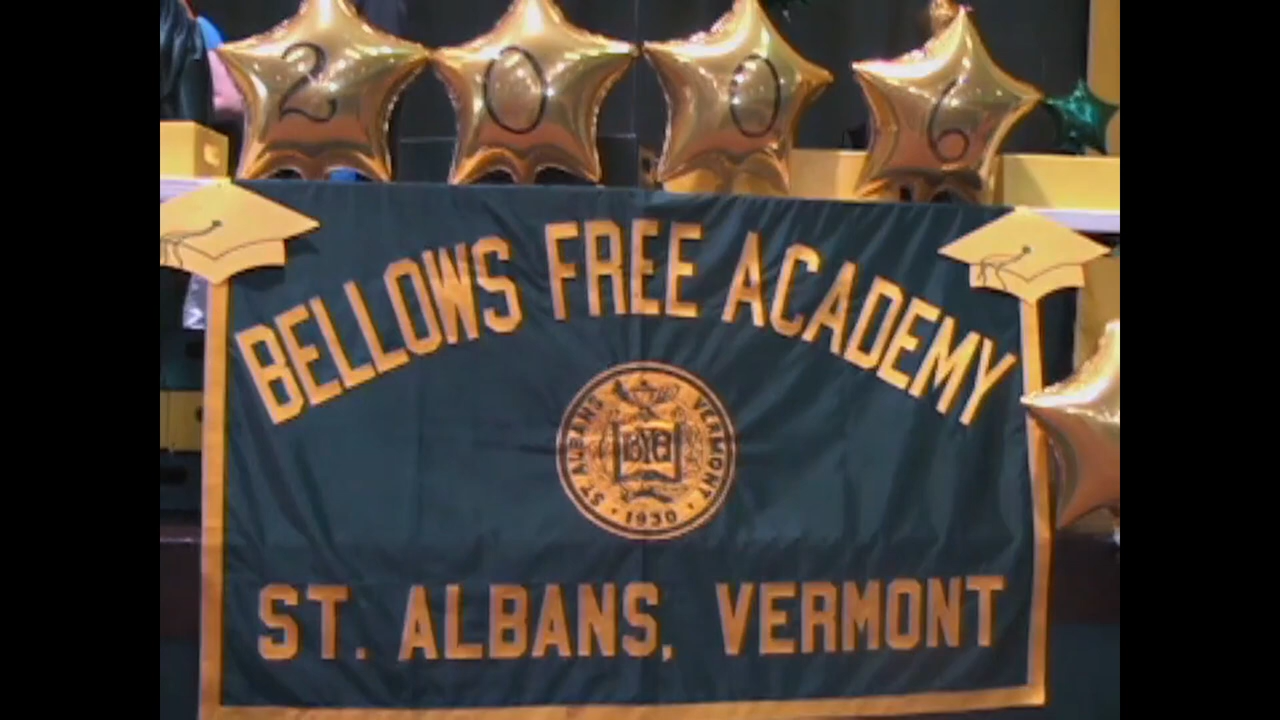 2006
BELLOWS FREE ACADEMY
ST. ALBANS VERMONT
1930
ST. ALBANS, VERMONT